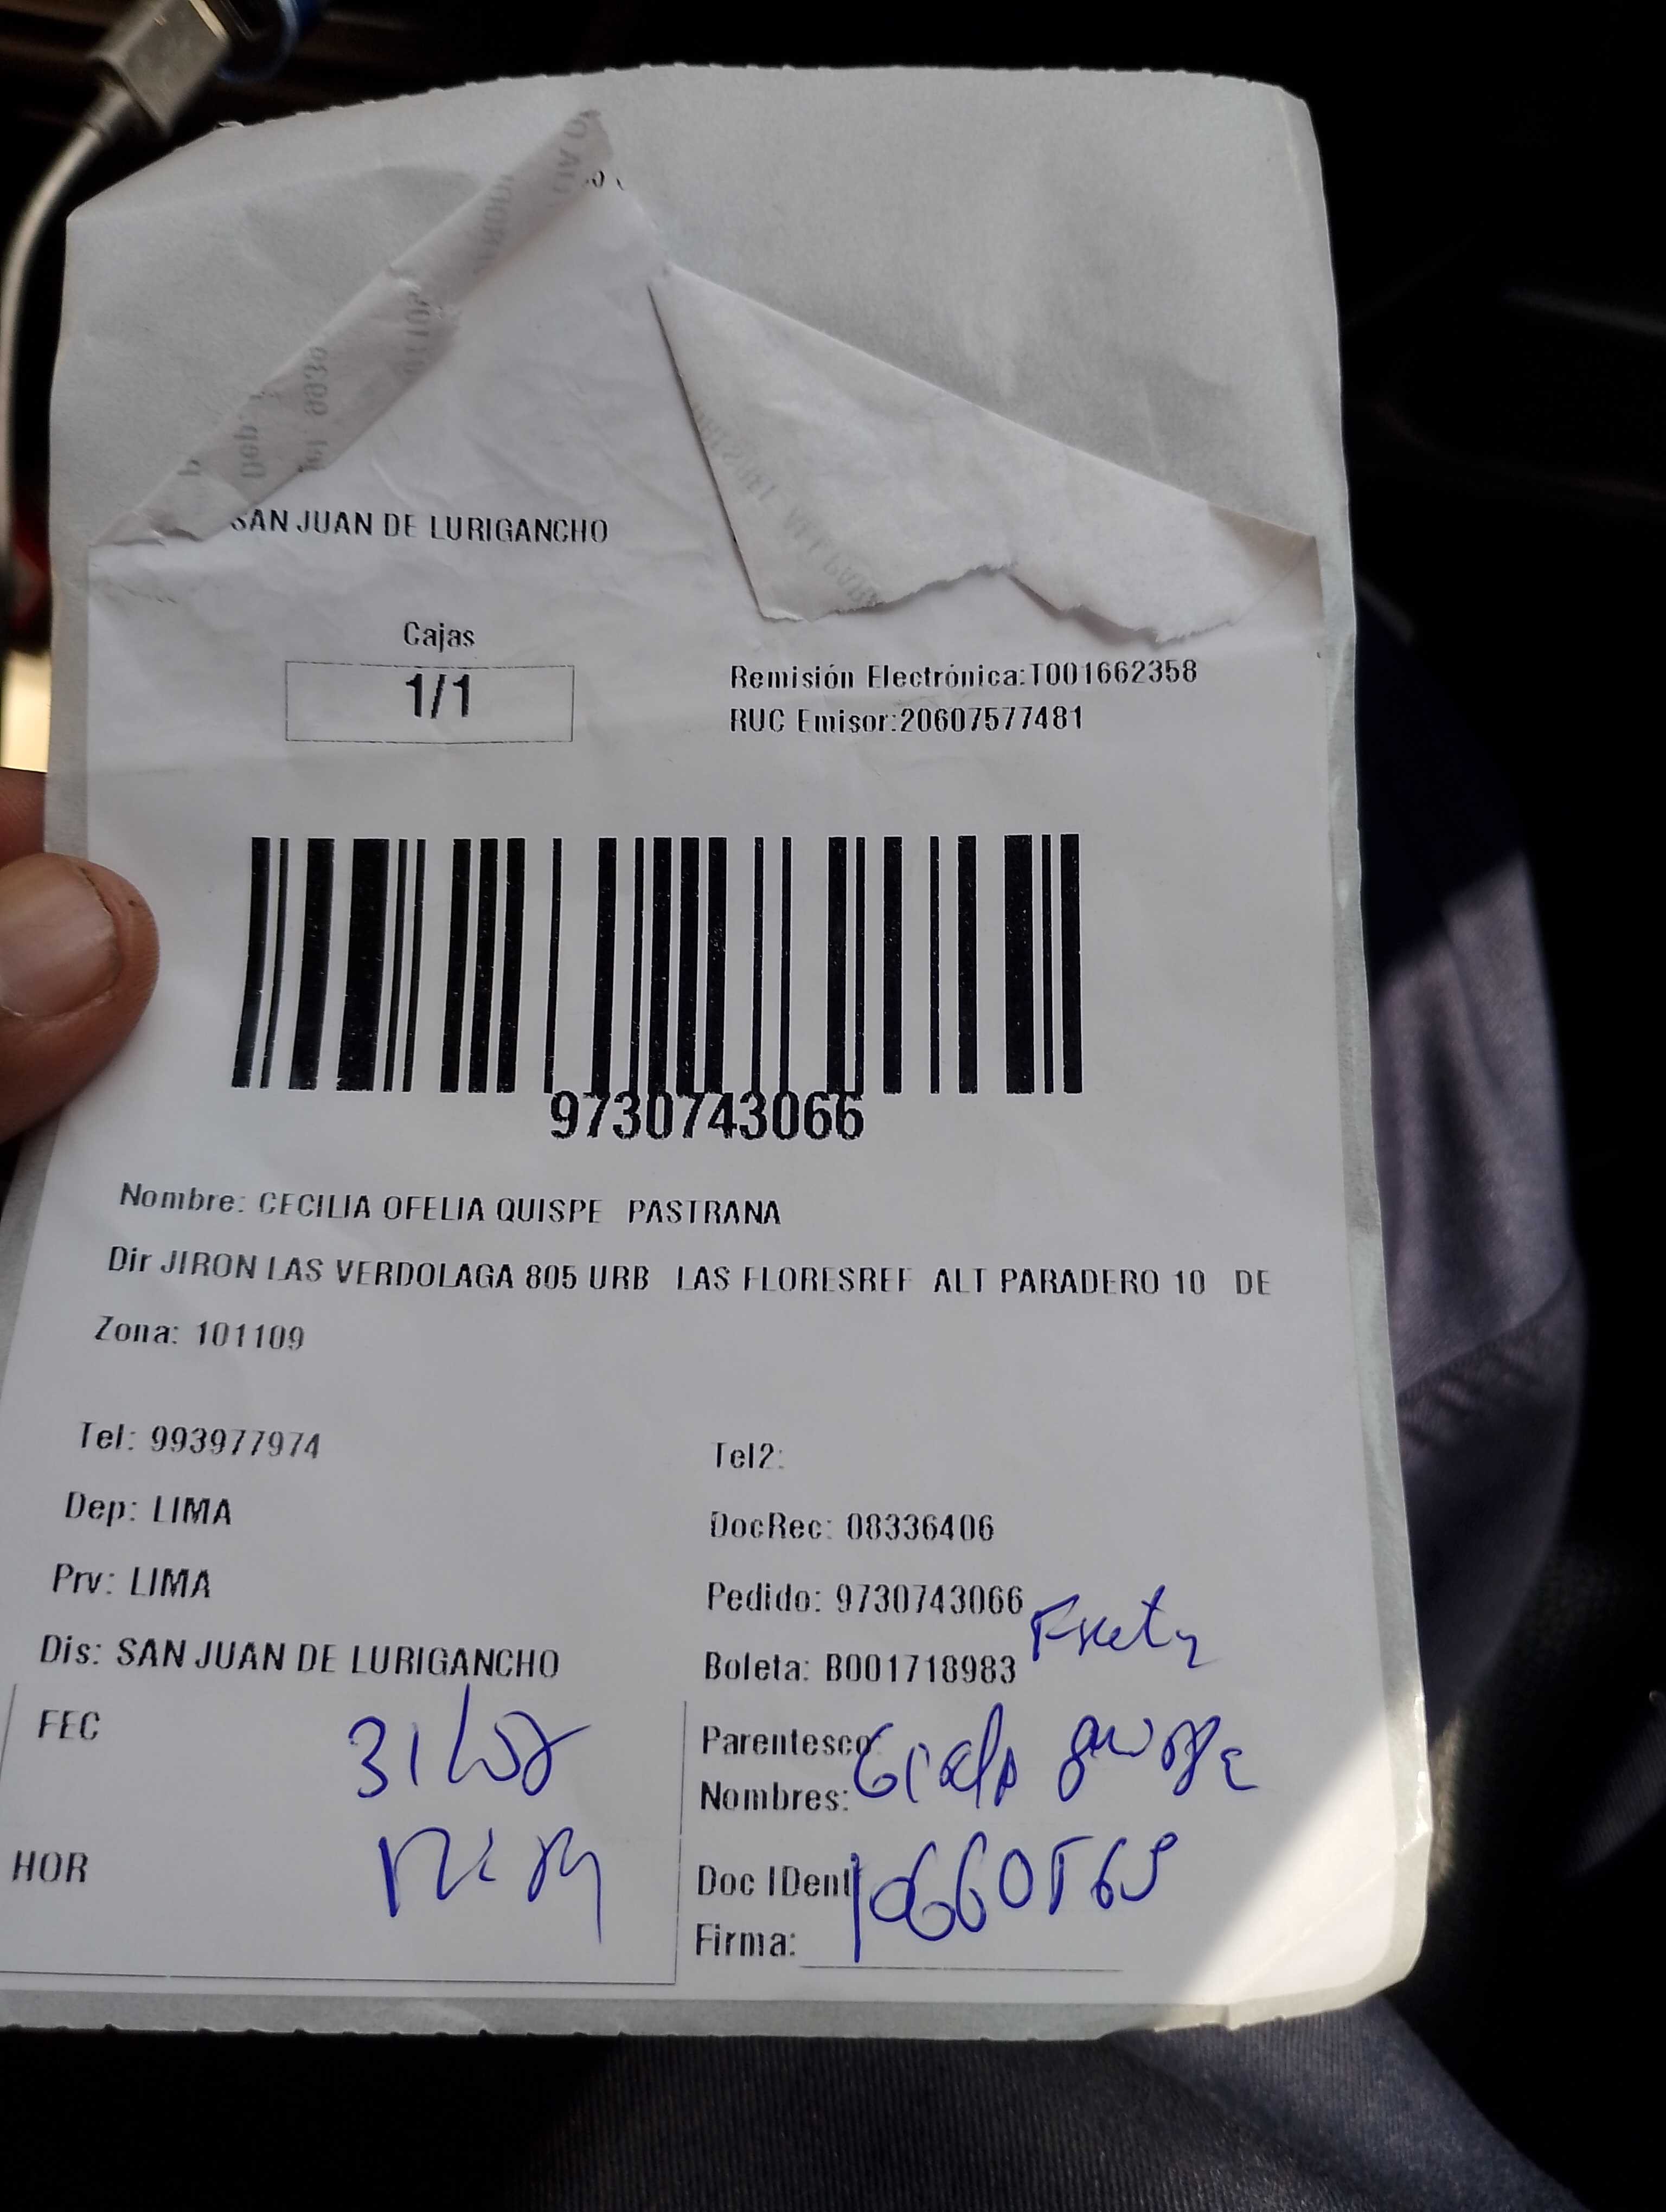 SAN JUAN DE LURIGANCHO
Cajas
1/1
Remisión Electrónica:T001662358
RUC Emisor:20607577481
9730743066
Nombre: CECILIA OFELIA QUISPE PASTRANA
Dir JIRON LAS VERDOLAGA 805 URB LAS FLORESREF ALT PARADERO 10 DE
Zona: 101109
Tel: 993977974
Tel2:
Dep: LIMA
DocRec: 08336406
Prv: LIMA
Pedido: 9730743066
Dis: SAN JUAN DE LURIGANCHO
Boleta: B001718983
FEC
Parentesco
Nombres:
HOR
Doc IDent
Firma: